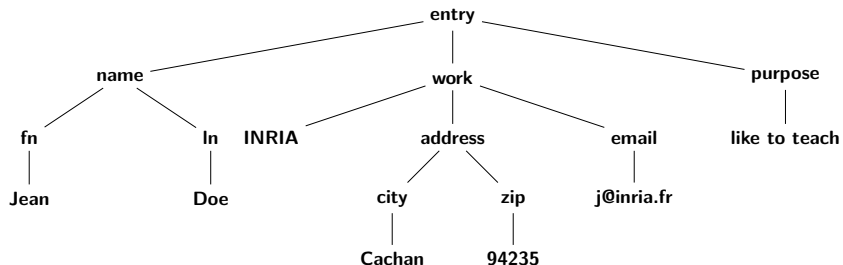 entry
name work purpose
fn ln INRIA address email like to teach
Jean Doe city zip j@inria.fr
Cachan 94235